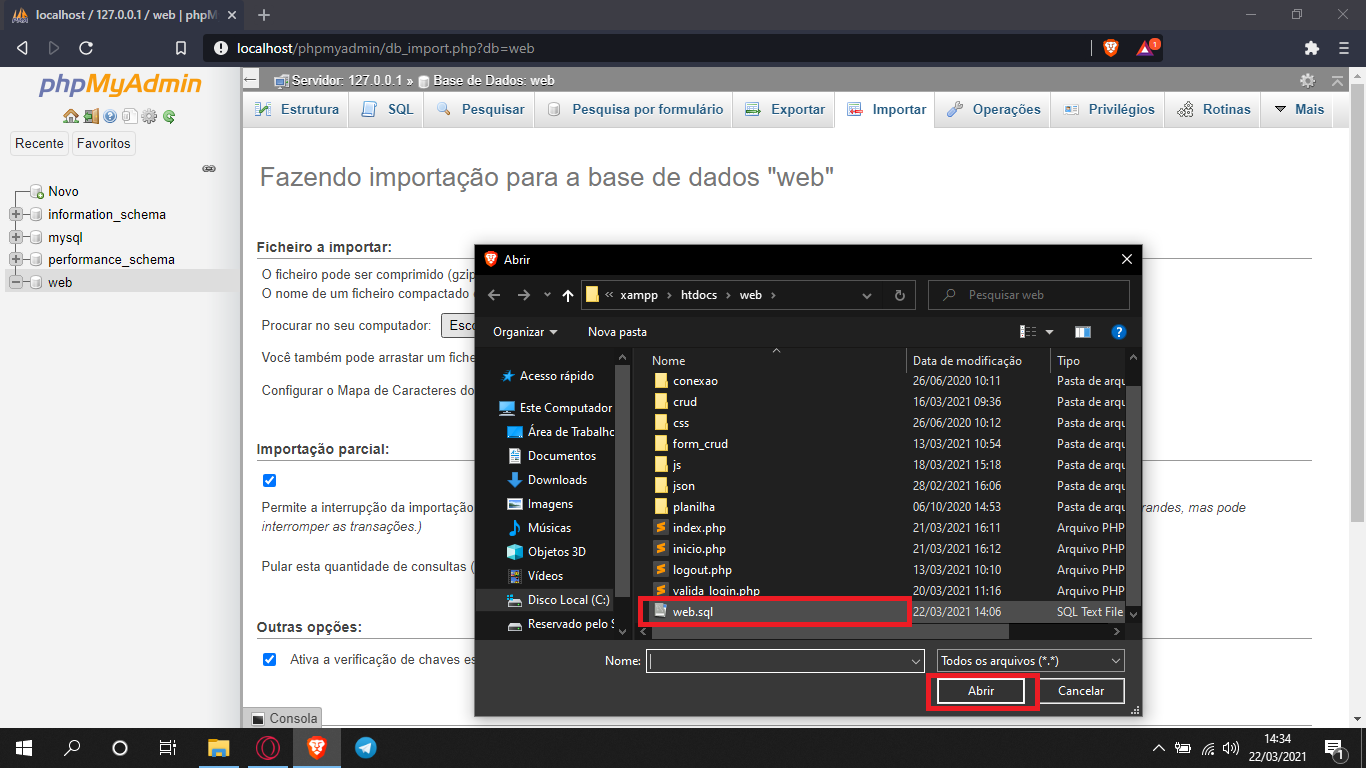 localhost / 127.0.0.1 / web | phpM
localhost/phpmyadmin/db_import.php?db=web
1
phpMyAdmin
Recente
Favoritos
Novo
information_schema
mysql
performance_schema
web
Servidor: 127.0.0.1 » Base de Dados: web
Estrutura
SQL
Pesquisar
Pesquisa por formulário
Exportar
Importar
Operações
Privilégios
Rotinas
Mais
Fazendo importação para a base de dados "web"
Ficheiro a importar:
O ficheiro pode ser comprimido (gzip
O nome de um ficheiro compactado
Procurar no seu computador: Esco
Você também pode arrastar um fiche
Configurar o Mapa de Caracteres do
Importação parcial:
Permite a interrupção da importação
randes, mas pode
interromper as transações.)
Pular esta quantidade de consultas (
Outras opções:
Ativa a verificação de chaves es
Consola
Abrir
« xampp › htdocs › web ›
Pesquisar web
Organizar
Nova pasta
Acesso rápido
Este Computador
Área de Trabalho
Documentos
Downloads
Imagens
Músicas
Objetos 3D
Vídeos
Disco Local (C:)
Reservado pelo S
Nome Data de modificação Tipo
conexao 26/06/2020 10:11 Pasta de arqu
crud 16/03/2021 09:36 Pasta de arqu
css 26/06/2020 10:12 Pasta de arqu
form_crud 13/03/2021 10:54 Pasta de arqu
js 18/03/2021 15:18 Pasta de arqu
json 28/02/2021 16:06 Pasta de arqu
planilha 06/10/2020 14:53 Pasta de arqu
index.php 21/03/2021 16:11 Arquivo PHP
inicio.php 21/03/2021 16:12 Arquivo PHP
logout.php 13/03/2021 10:10 Arquivo PHP
valida_login.php 20/03/2021 11:16 Arquivo PHP
web.sql 22/03/2021 14:06 SQL Text File
Nome:
Todos os arquivos (*.*)
Abrir
Cancelar
14:34
22/03/2021
1